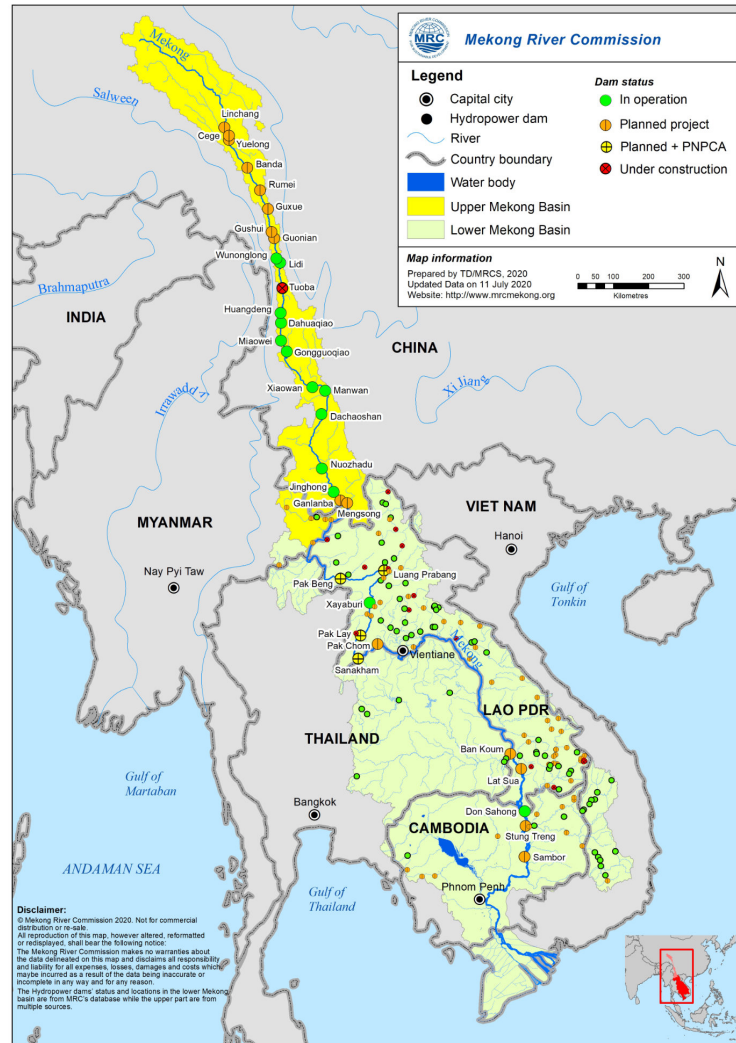 MEKONG RIVER COMMISSION
MRC
Mekong River Commission
Legend
Capital city
Hydropower dam
River
Country boundary
Water body
Upper Mekong Basin
Lower Mekong Basin
Dam status
In operation
Planned project
Planned + PNPCA
Under construction
Map information
Prepared by TD/MRCS, 2020
Updated Data on 11 July 2020
Website: http://www.mrcmekong.org
0 50 100 200 300
Kilometres
N
Mekong
Salween
Linchang
Cege
Yuelong
Banda
Rumei
Guxue
Gushui
Guonian
Wunonglong
Lidi
Brahmaputra
Tuoba
INDIA
Huangdeng
Dahuaqiao
Miaowei
Gongguoqiao
CHINA
Irrawaddy
Xi Jiang
Xiaowan
Manwan
Dachaoshan
Nuozhadu
Jinghong
Ganlanba
Mengsong
VIET NAM
MYANMAR
Hanoi
Nay Pyi Taw
Pak Beng
Luang Prabang
Gulf of
Tonkin
Xayaburi
Pak Lay
Pak Chom
Mekong
Vientiane
Sanakham
LAO PDR
THAILAND
Ban Koum
Lat Sua
Gulf of
Martaban
Bangkok
Don Sahong
CAMBODIA
Stung Treng
Sambor
ANDAMAN SEA
Gulf of
Thailand
Phnom Penh
Disclaimer:
© Mekong River Commission 2020. Not for commercial
distribution or re-sale.
All reproduction of this map, however altered, reformatted
or redisplayed, shall bear the following notice:
The Mekong River Commission makes no warranties about
the data delineated on this map and disclaims all responsibility
and liability for all expenses, losses, damages and costs which
maybe incurred as a result of the data being inaccurate or
incomplete in any way and for any reason.
The Hydropower dams' status and locations in the lower Mekong
basin are from MRC's database while the upper part are from
multiple sources.